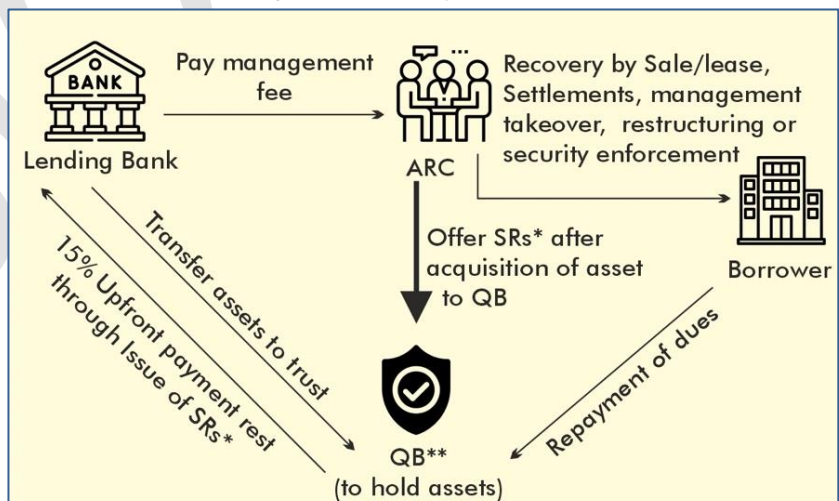 BANK
Lending Bank
Pay management
fee
...
ARC
Recovery by Sale/lease,
Settlements, management
takeover, restructuring or
security enforcement
Borrower
Offer SRs* after
acquisition of asset
to QB
Transfer assets to trust
15% Upfront payment rest
through Issue of SRs*
Repayment of dues
QB**
(to hold assets)